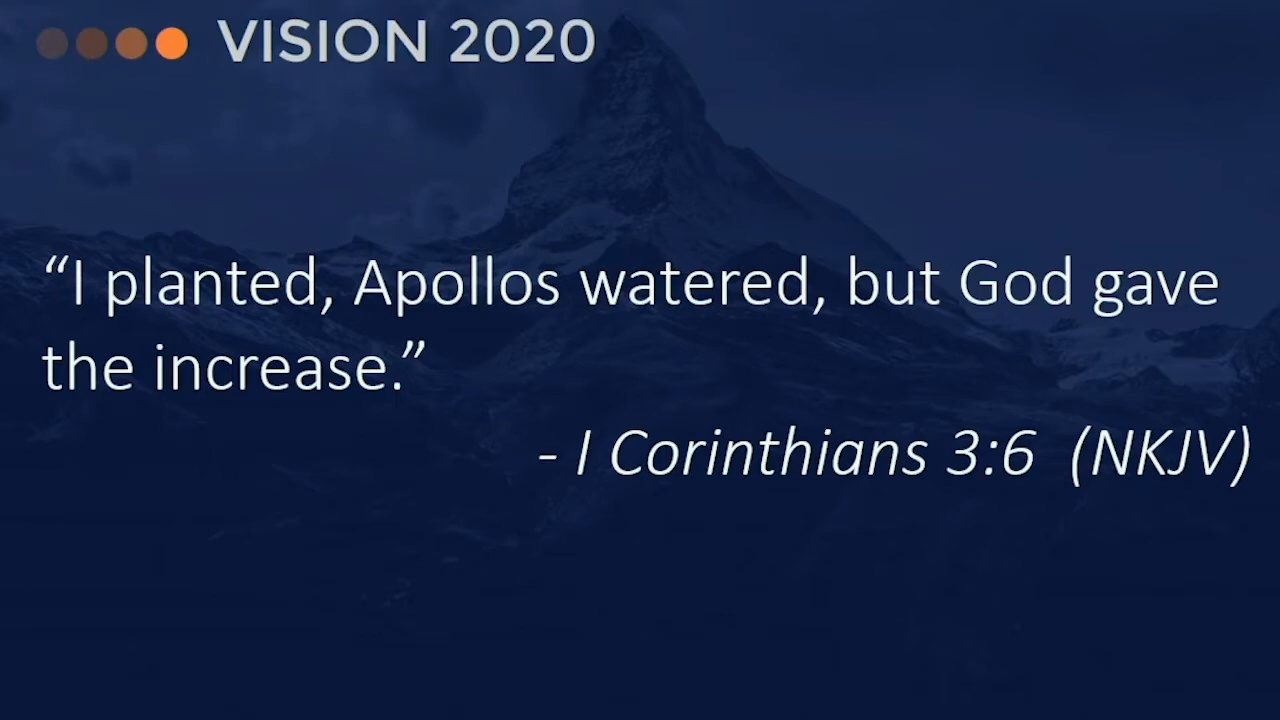 VISION 2020
“I planted, Apollos watered, but God gave
the increase.”
- I Corinthians 3:6  (NKJV)